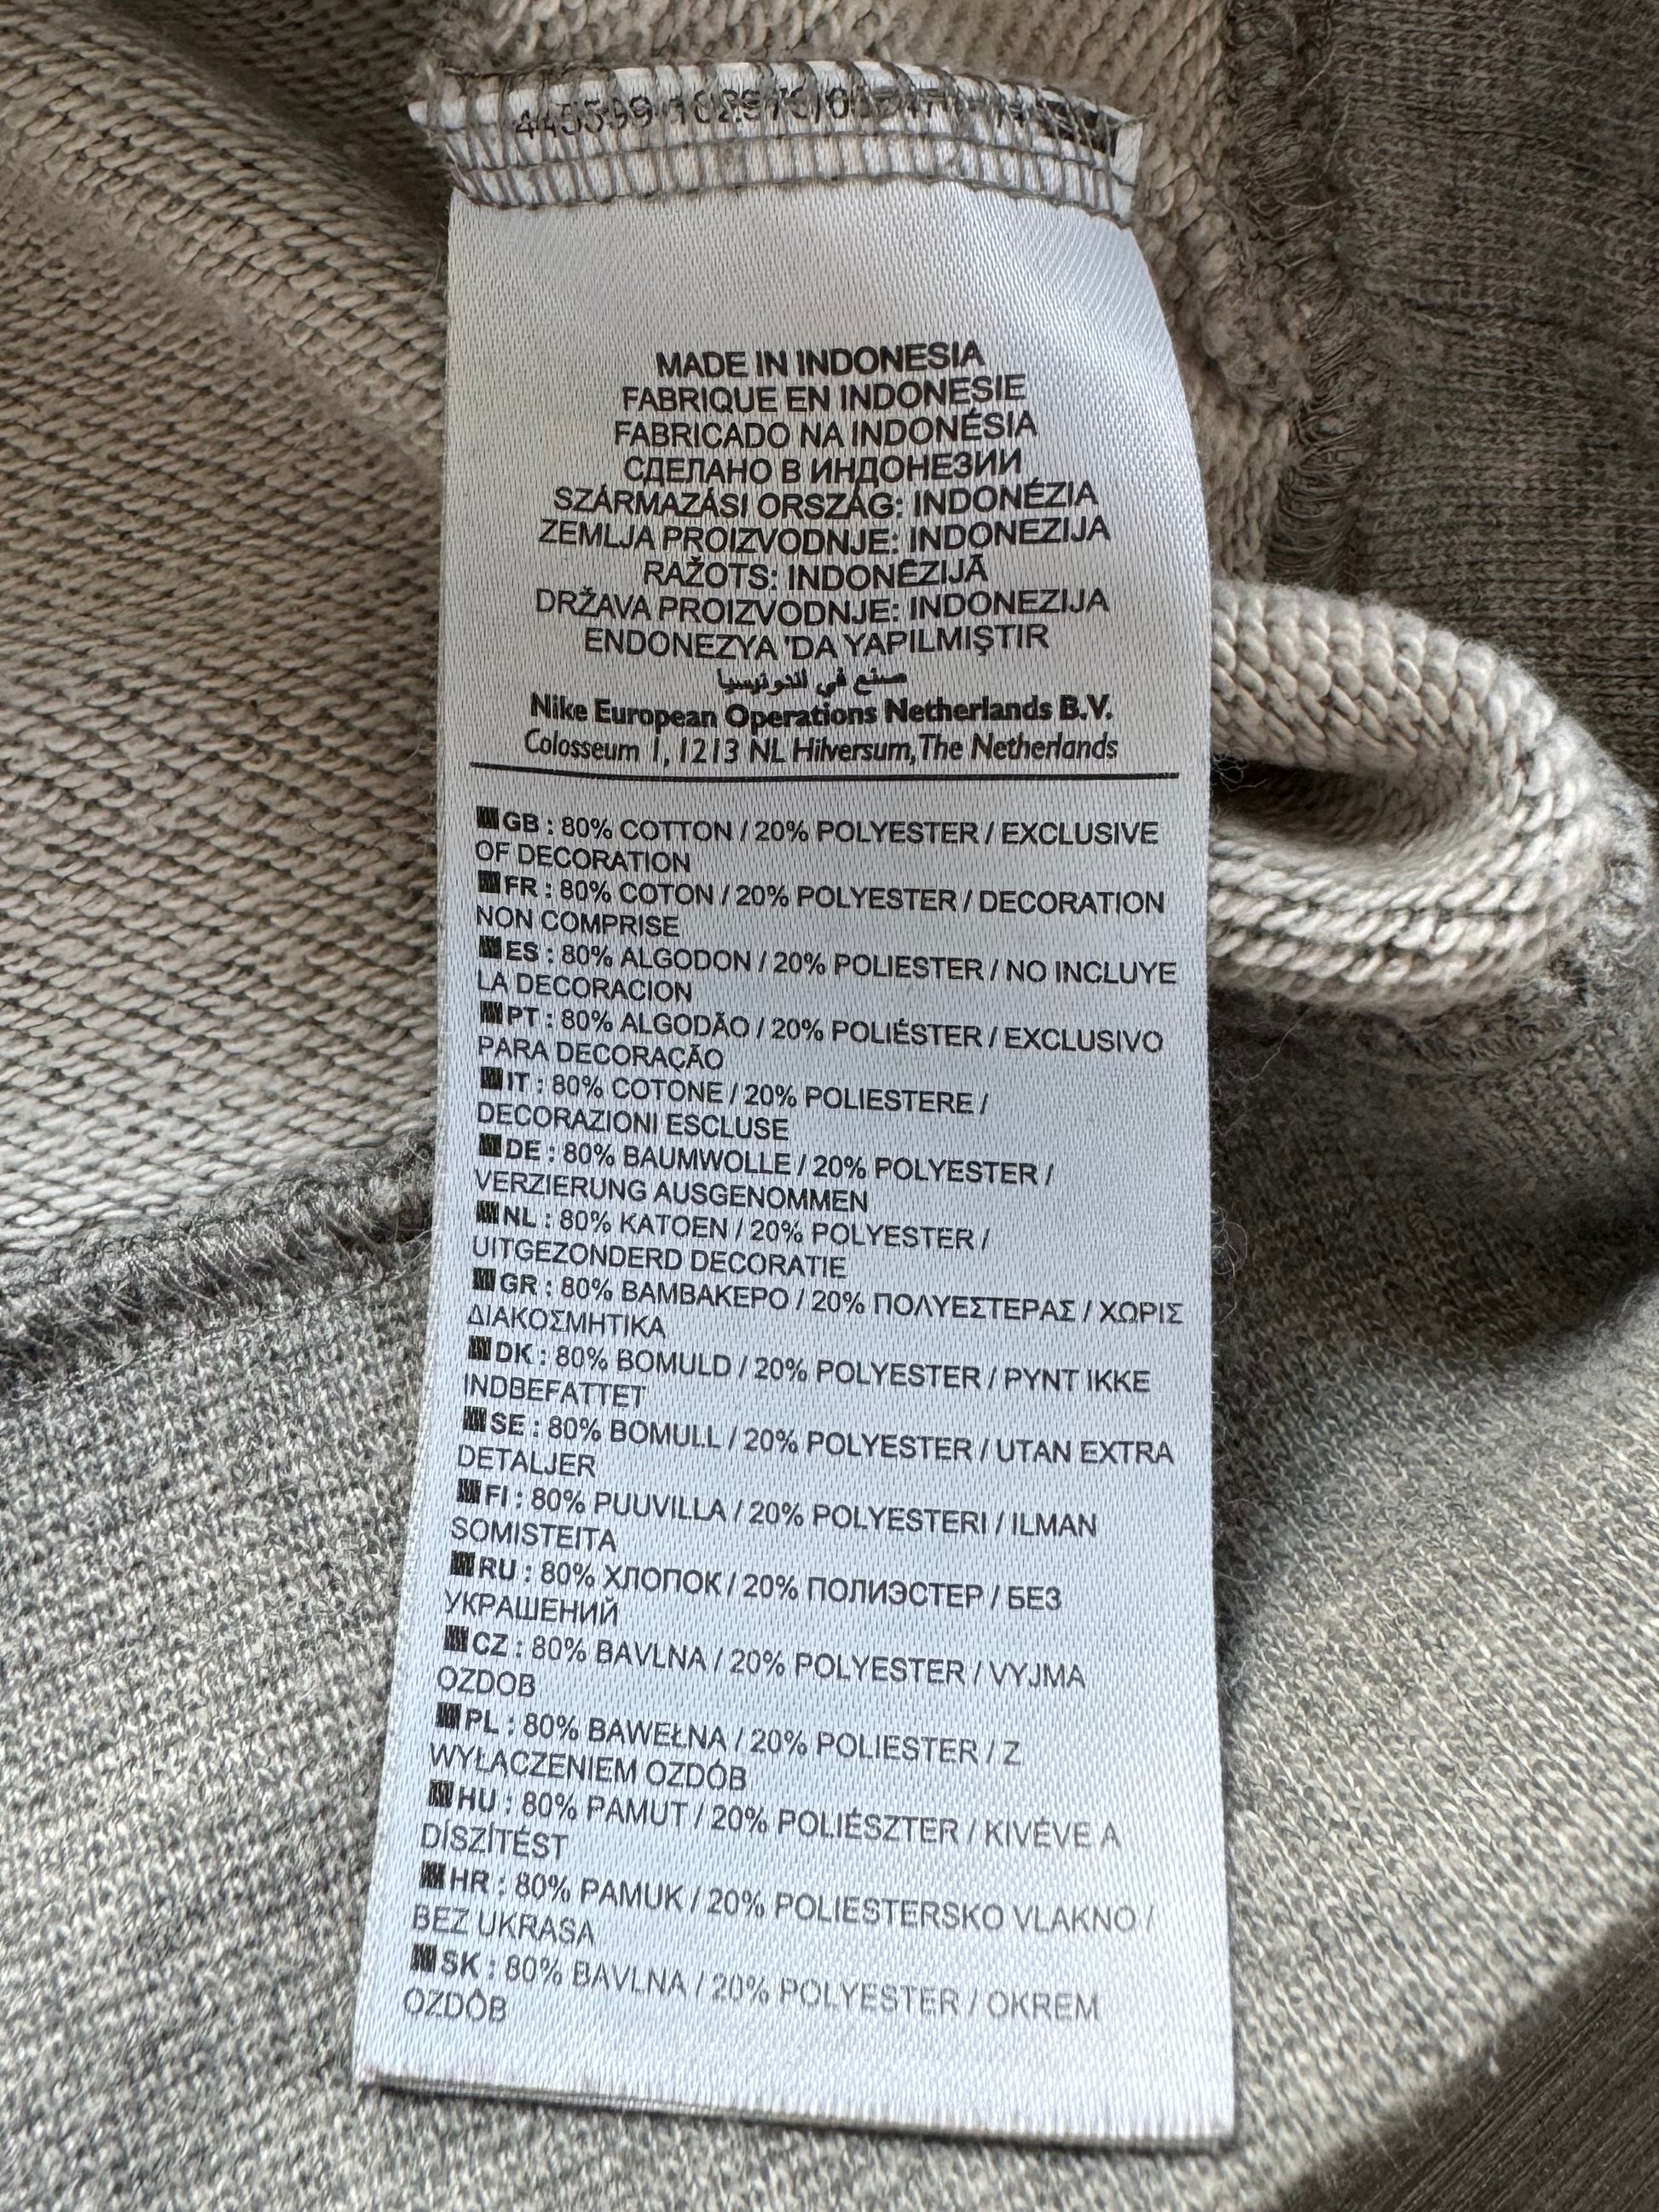 MADE IN INDONESIA
FABRIQUE EN INDONESIE
FABRICADO NA INDONÉSIA
СДЕЛАНО В ИНДОНЕЗИИ
SZÁRMAZÁSI ORSZÁG: INDONÉZIA
ZEMLJA PROIZVODNJE: INDONEZIJA
RAŽOTS: INDONĒZIJĀ
DRŽAVA PROIZVODNJE: INDONEZIJA
ENDONEZYA 'DA YAPILMIŞTIR
صنع في اندونيسيا
Nike European Operations Netherlands B.V.
Colosseum 1, 1213 NL Hilversum, The Netherlands
GB : 80% COTTON / 20% POLYESTER / EXCLUSIVE
OF DECORATION
FR : 80% COTON / 20% POLYESTER / DECORATION
NON COMPRISE
ES : 80% ALGODON / 20% POLIESTER / NO INCLUYE
LA DECORACION
PT : 80% ALGODÃO / 20% POLIÉSTER / EXCLUSIVO
PARA DECORAÇÃO
IT : 80% COTONE / 20% POLIESTERE /
DECORAZIONI ESCLUSE
DE : 80% BAUMWOLLE / 20% POLYESTER /
VERZIERUNG AUSGENOMMEN
NL : 80% KATOEN / 20% POLYESTER /
UITGEZONDERD DECORATIE
GR : 80% ΒΑΜΒΑΚΕΡΟ / 20% ΠΟΛΥΕΣΤΕΡΑΣ / ΧΩΡΙΣ
ΔΙΑΚΟΣΜΗΤΙΚΑ
DK : 80% BOMULD / 20% POLYESTER / PYNT IKKE
INDBEFATTET
SE : 80% BOMULL / 20% POLYESTER / UTAN EXTRA
DETALJER
FI : 80% PUUVILLA / 20% POLYESTERI / ILMAN
SOMISTEITA
RU : 80% ХЛОПОК / 20% ПОЛИЭСТЕР / БЕЗ
УКРАШЕНИЙ
CZ : 80% BAVLNA / 20% POLYESTER / VYJMA
OZDOB
PL : 80% BAWEŁNA / 20% POLIESTER / Z
WYŁĄCZENIEM OZDÓB
HU : 80% PAMUT / 20% POLIÉSZTER / KIVÉVE A
DÍSZÍTÉST
HR : 80% PAMUK / 20% POLIESTERSKO VLAKNO /
BEZ UKRASA
SK : 80% BAVLNA / 20% POLYESTER / OKREM
OZDÔB